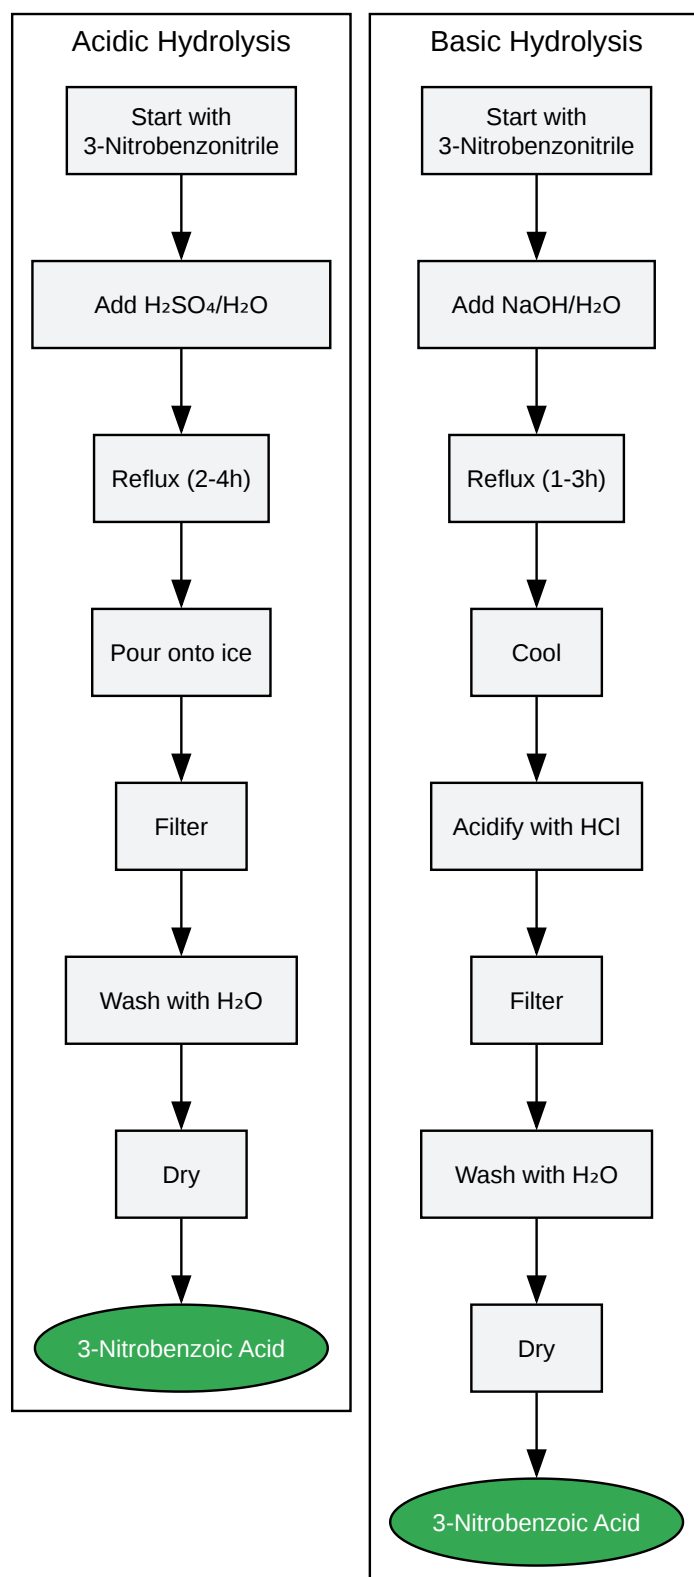 Acidic Hydrolysis
Start with
3-Nitrobenzonitrile
Add H₂SO₄/H₂O
Reflux (2-4h)
Pour onto ice
Filter
Wash with H₂O
Dry
3-Nitrobenzoic Acid
Basic Hydrolysis
Start with
3-Nitrobenzonitrile
Add NaOH/H₂O
Reflux (1-3h)
Cool
Acidify with HCl
Filter
Wash with H₂O
Dry
3-Nitrobenzoic Acid